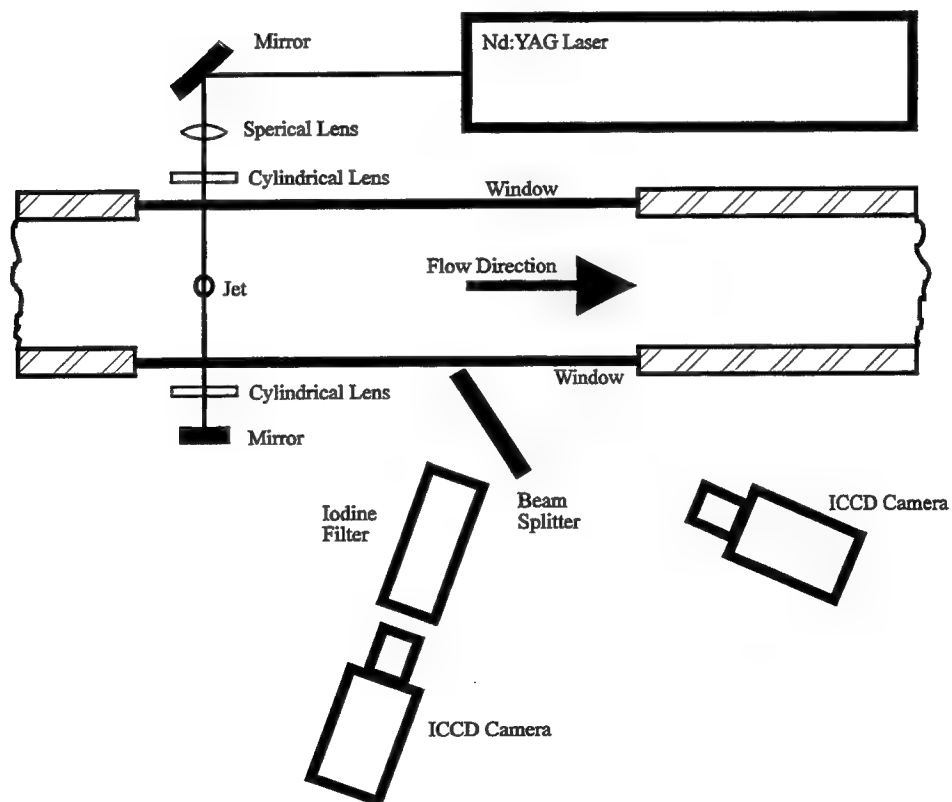 Mirror
Nd:YAG Laser
Sperical Lens
Cylindrical Lens
Window
Flow Direction
Jet
Window
Cylindrical Lens
Mirror
Beam
Splitter
Iodine
Filter
ICCD Camera
ICCD Camera